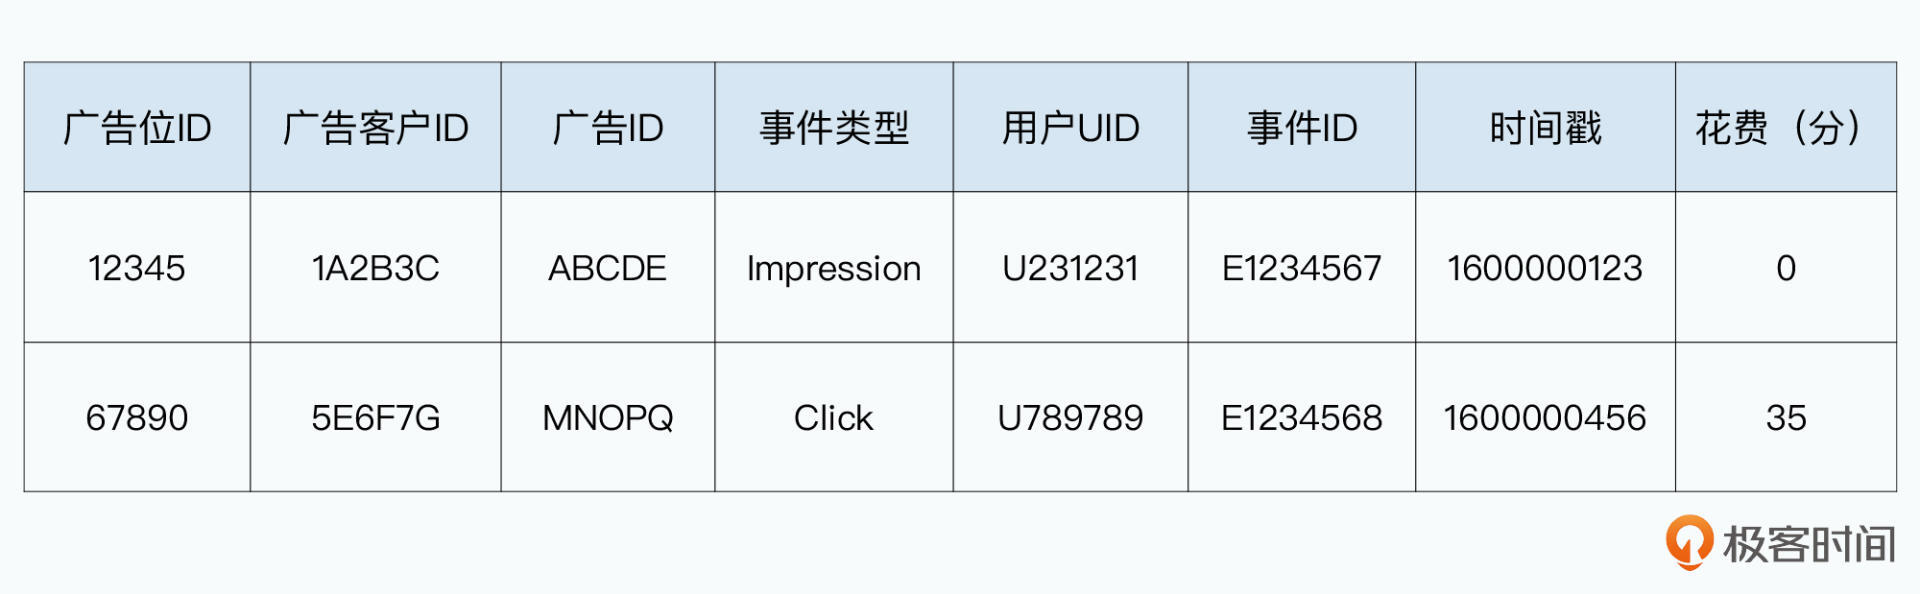 广告位ID 广告客户ID 广告ID 事件类型 用户UID 事件ID 时间戳 花费（分）
12345 1A2B3C ABCDE Impression U231231 E1234567 1600000123 0
67890 5E6F7G MNOPQ Click U789789 E1234568 1600000456 35
极客时间